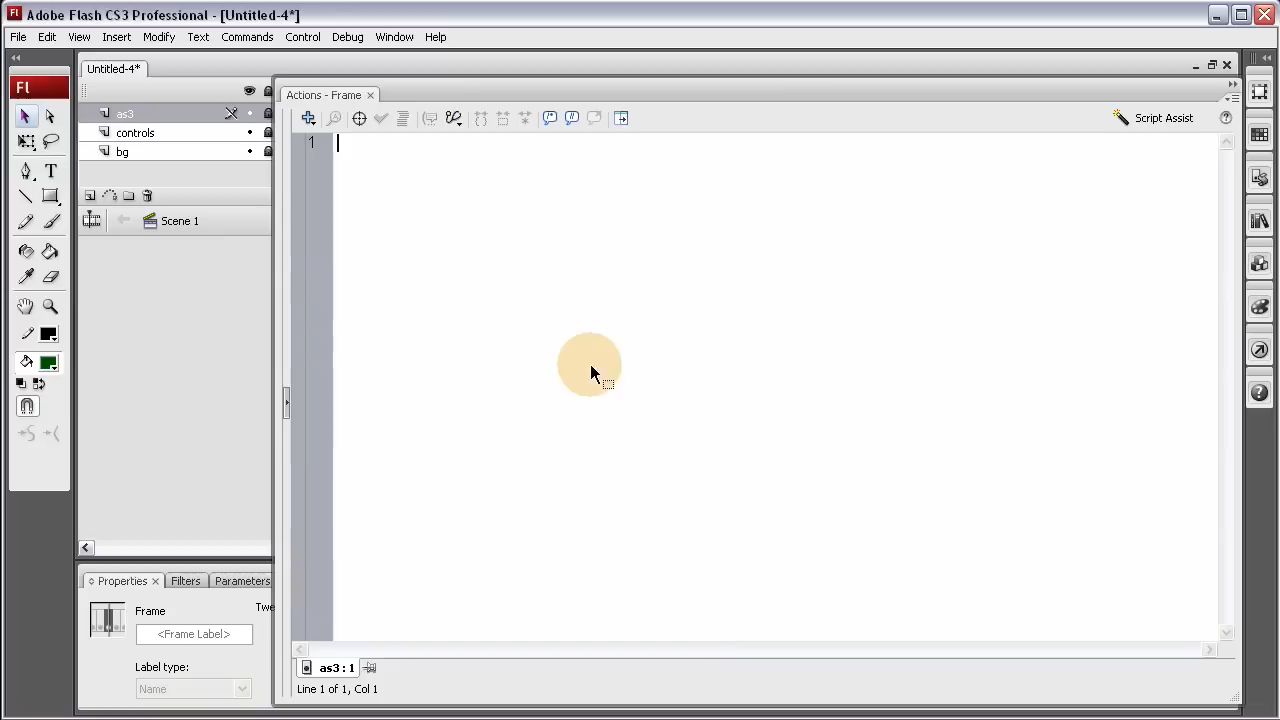 Adobe Flash CS3 Professional - [Untitled-4*]
File Edit View Insert Modify Text Commands Control Debug Window Help
Untitled-4*
Fl
Actions - Frame
as3
Script Assist
controls
1
bg
Scene 1
Properties Filters Parameters
Frame
Twe
<Frame Label>
Label type:
Name
as3 : 1
Line 1 of 1, Col 1